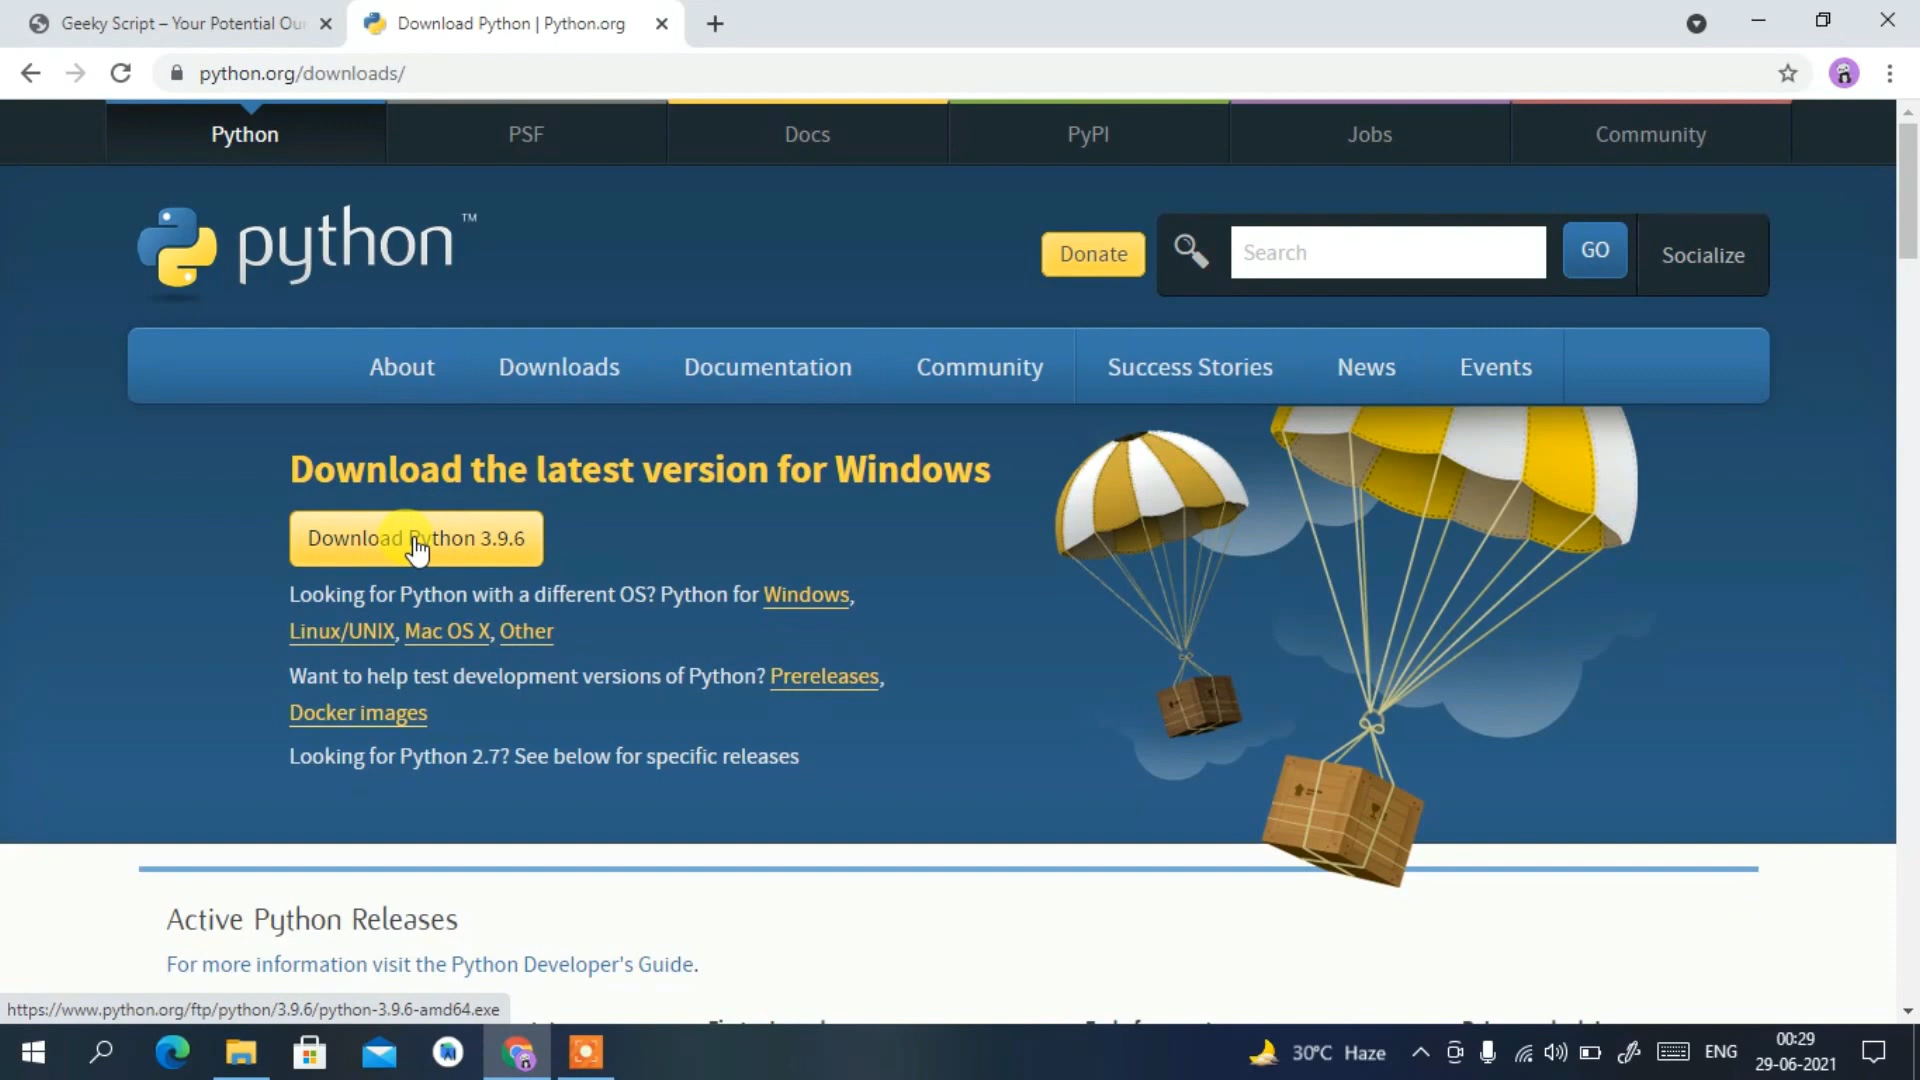 Geeky Script – Your Potential Our
Download Python | Python.org
python.org/downloads/
Python
PSF
Docs
PyPI
Jobs
Community
python™
Donate
Search
GO
Socialize
About
Downloads
Documentation
Community
Success Stories
News
Events
Download the latest version for Windows
Download Python 3.9.6
Looking for Python with a different OS? Python for Windows,
Linux/UNIX, Mac OS X, Other
Want to help test development versions of Python? Prereleases,
Docker images
Looking for Python 2.7? See below for specific releases
Active Python Releases
For more information visit the Python Developer's Guide.
https://www.python.org/ftp/python/3.9.6/python-3.9.6-amd64.exe
30°C Haze
ENG
00:29
29-06-2021